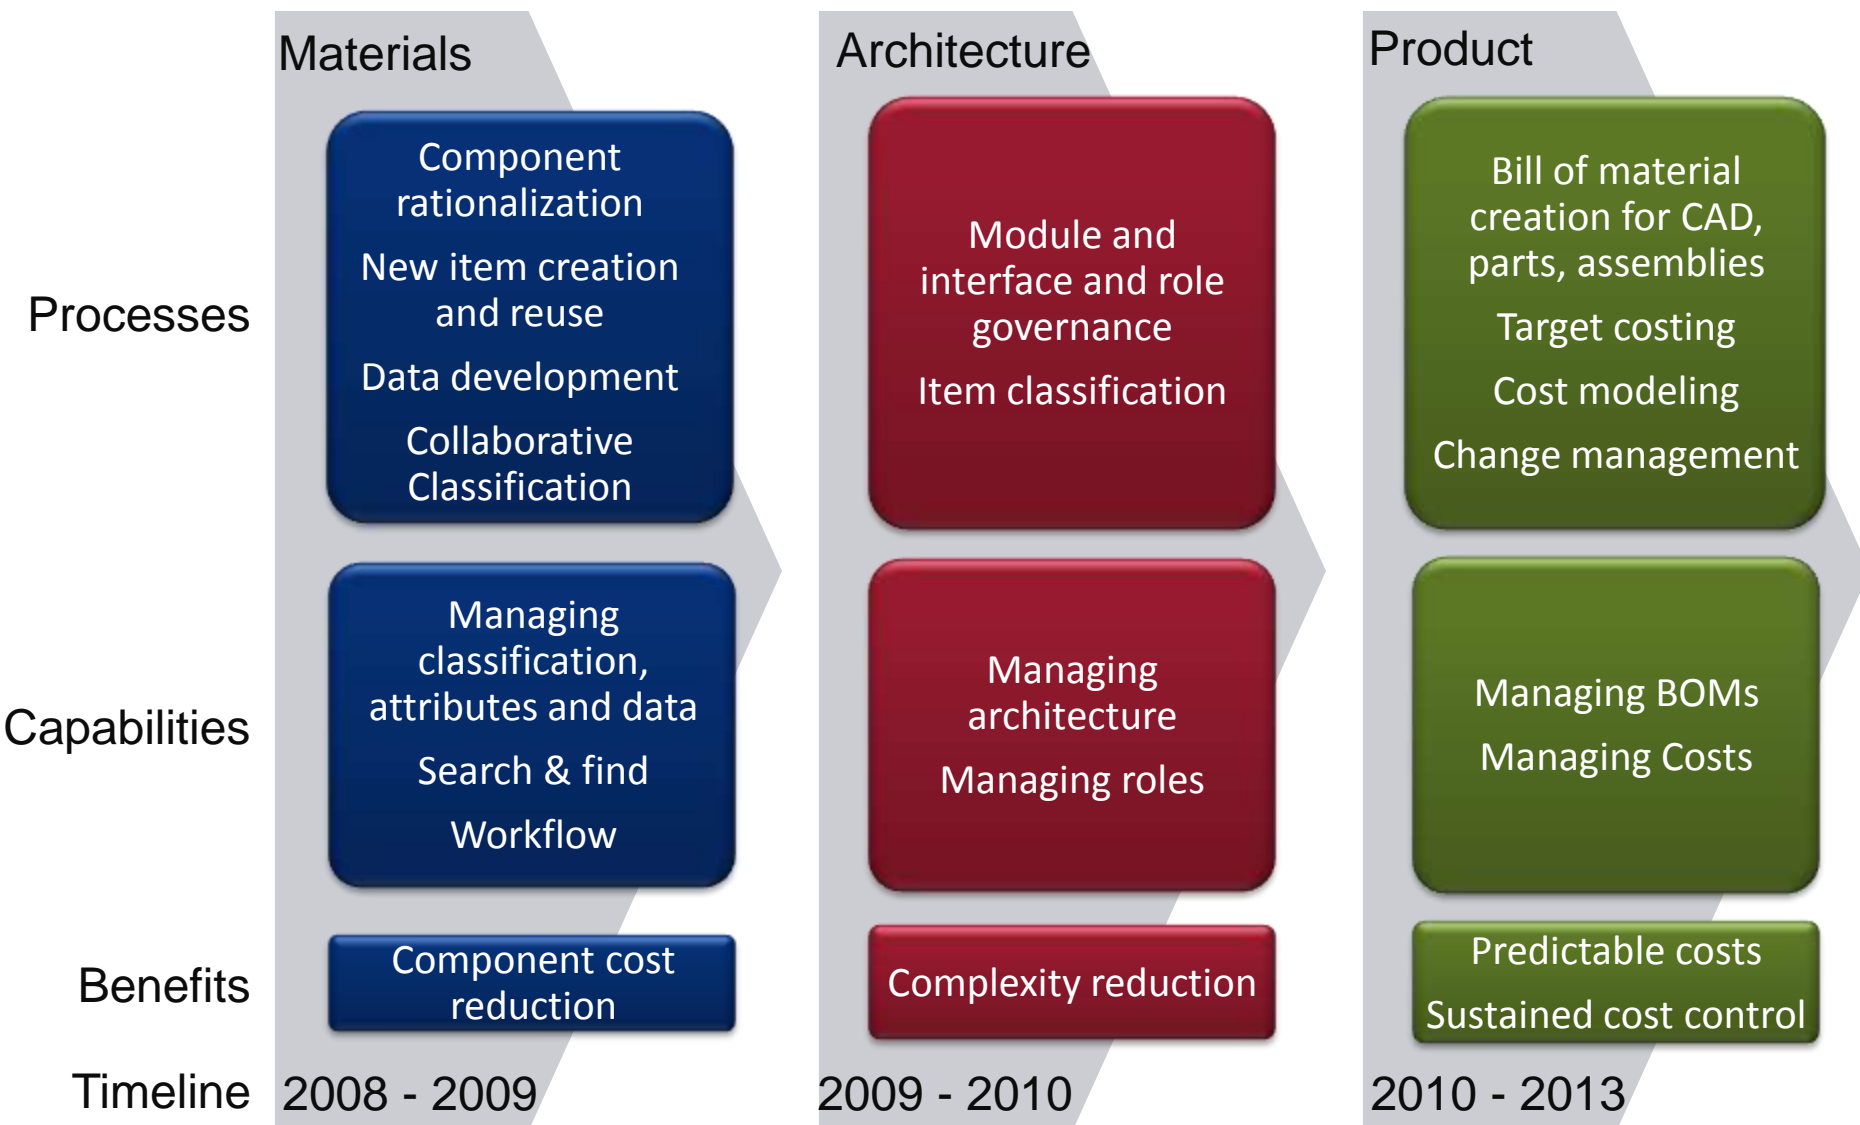 Materials
Architecture
Product
Processes
Component
rationalization
New item creation
and reuse
Data development
Collaborative
Classification
Module and
interface and role
governance
Item classification
Bill of material
creation for CAD,
parts, assemblies
Target costing
Cost modeling
Change management
Capabilities
Managing
classification,
attributes and data
Search & find
Workflow
Managing
architecture
Managing roles
Managing BOMs
Managing Costs
Benefits
Component cost
reduction
Complexity reduction
Predictable costs
Sustained cost control
Timeline
2008 - 2009
2009 - 2010
2010 - 2013